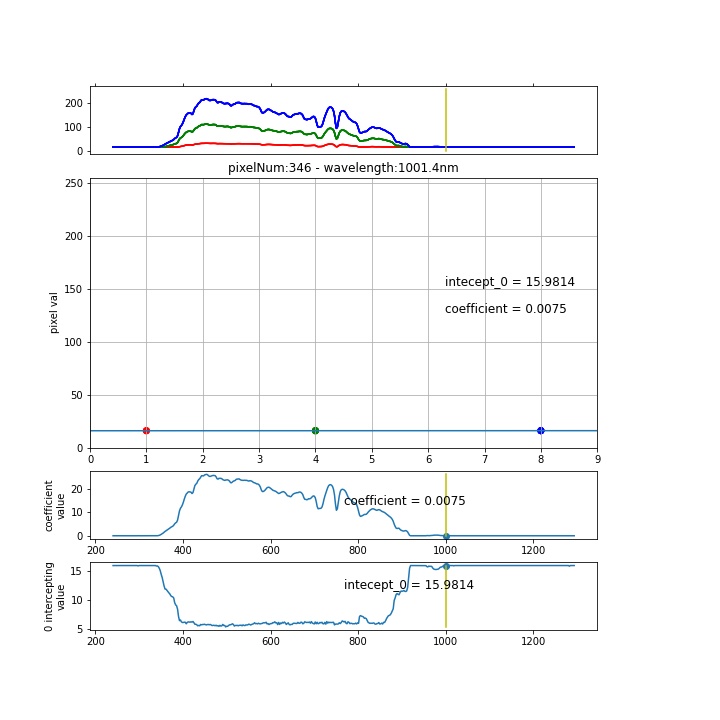 200
100
0
pixelNum:346 - wavelength:1001.4nm
250
200
150
100
50
0
pixel val
intecept_0 = 15.9814
coefficient = 0.0075
0 1 2 3 4 5 6 7 8 9
20
10
0
coefficient
value
coefficient = 0.0075
200 400 600 800 1000 1200
15
10
5
0 intercepting
value
intecept_0 = 15.9814
200 400 600 800 1000 1200